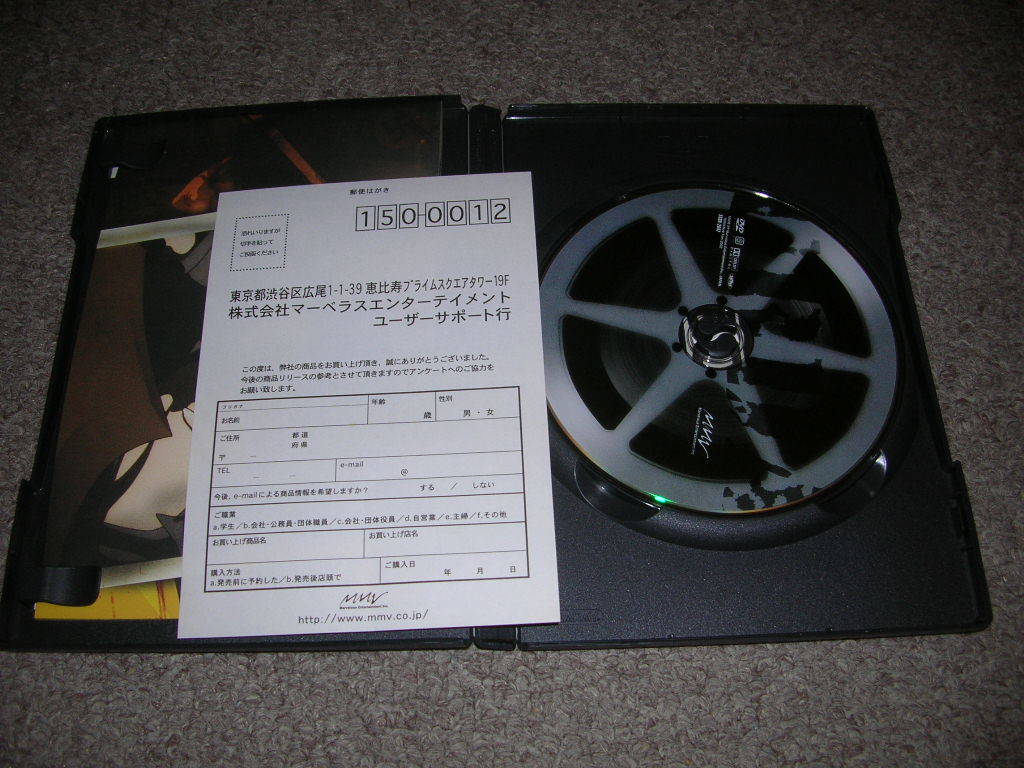 郵便はがき
150-0012
恐れいりますが
切手を貼って
ご投函ください
東京都渋谷区広尾1-1-39 恵比寿プライムスクエアタワー19F
株式会社マーベラスエンターテイメント
ユーザーサポート行
この度は、弊社の商品をお買い上げ頂き、誠にありがとうございました。
今後の商品リリースの参考とさせて頂きますのでアンケートへのご協力を
お願い致します。
フリガナ
お名前
年齢
歳
性別
男 ・ 女
ご住所
都 道
府 県
〒 ―
TEL
― ―
e-mail
@
今後、e-mailによる商品情報を希望しますか? する / しない
ご職業
a.学生/b.会社・公務員・団体職員/c.会社・団体役員/d.自営業/e.主婦/f.その他
お買い上げ商品名
お買い上げ店名
購入方法
a.発売前に予約した/b.発売後店頭で
ご購入日
年 月 日
mmv
Marvelous Entertainment Inc.
http://www.mmv.co.jp/
DVD
mmv